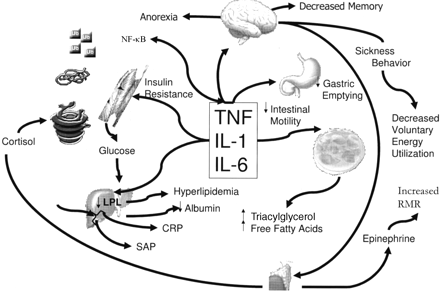 Decreased Memory
Anorexia
NF-κB
Sickness
Behavior
Insulin
Resistance
Gastric
Emptying
TNF
IL-1
IL-6
Intestinal
Motility
Decreased
Voluntary
Energy
Utilization
Cortisol
Glucose
LPL
Hyperlipidemia
Albumin
CRP
SAP
Triacylglycerol
Free Fatty Acids
Increased
RMR
Epinephrine